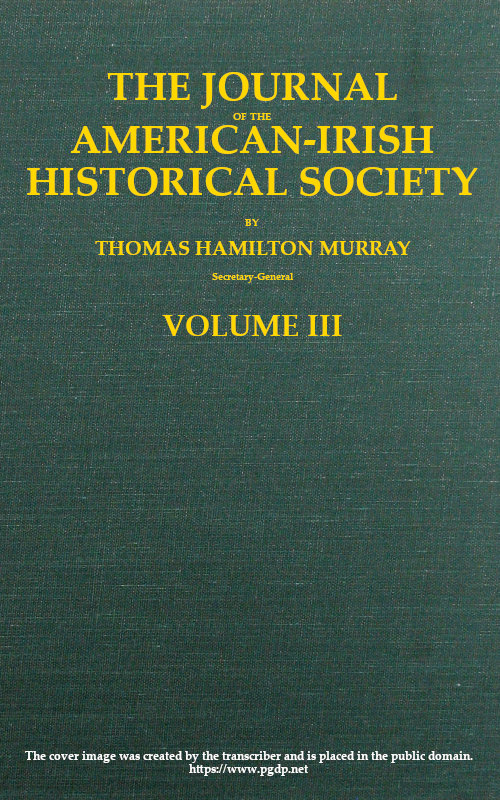 THE JOURNAL
OF THE
AMERICAN-IRISH
HISTORICAL SOCIETY
BY
THOMAS HAMILTON MURRAY
Secretary-General
VOLUME III
The cover image was created by the transcriber and is placed in the public domain.
https://www.pgdp.net